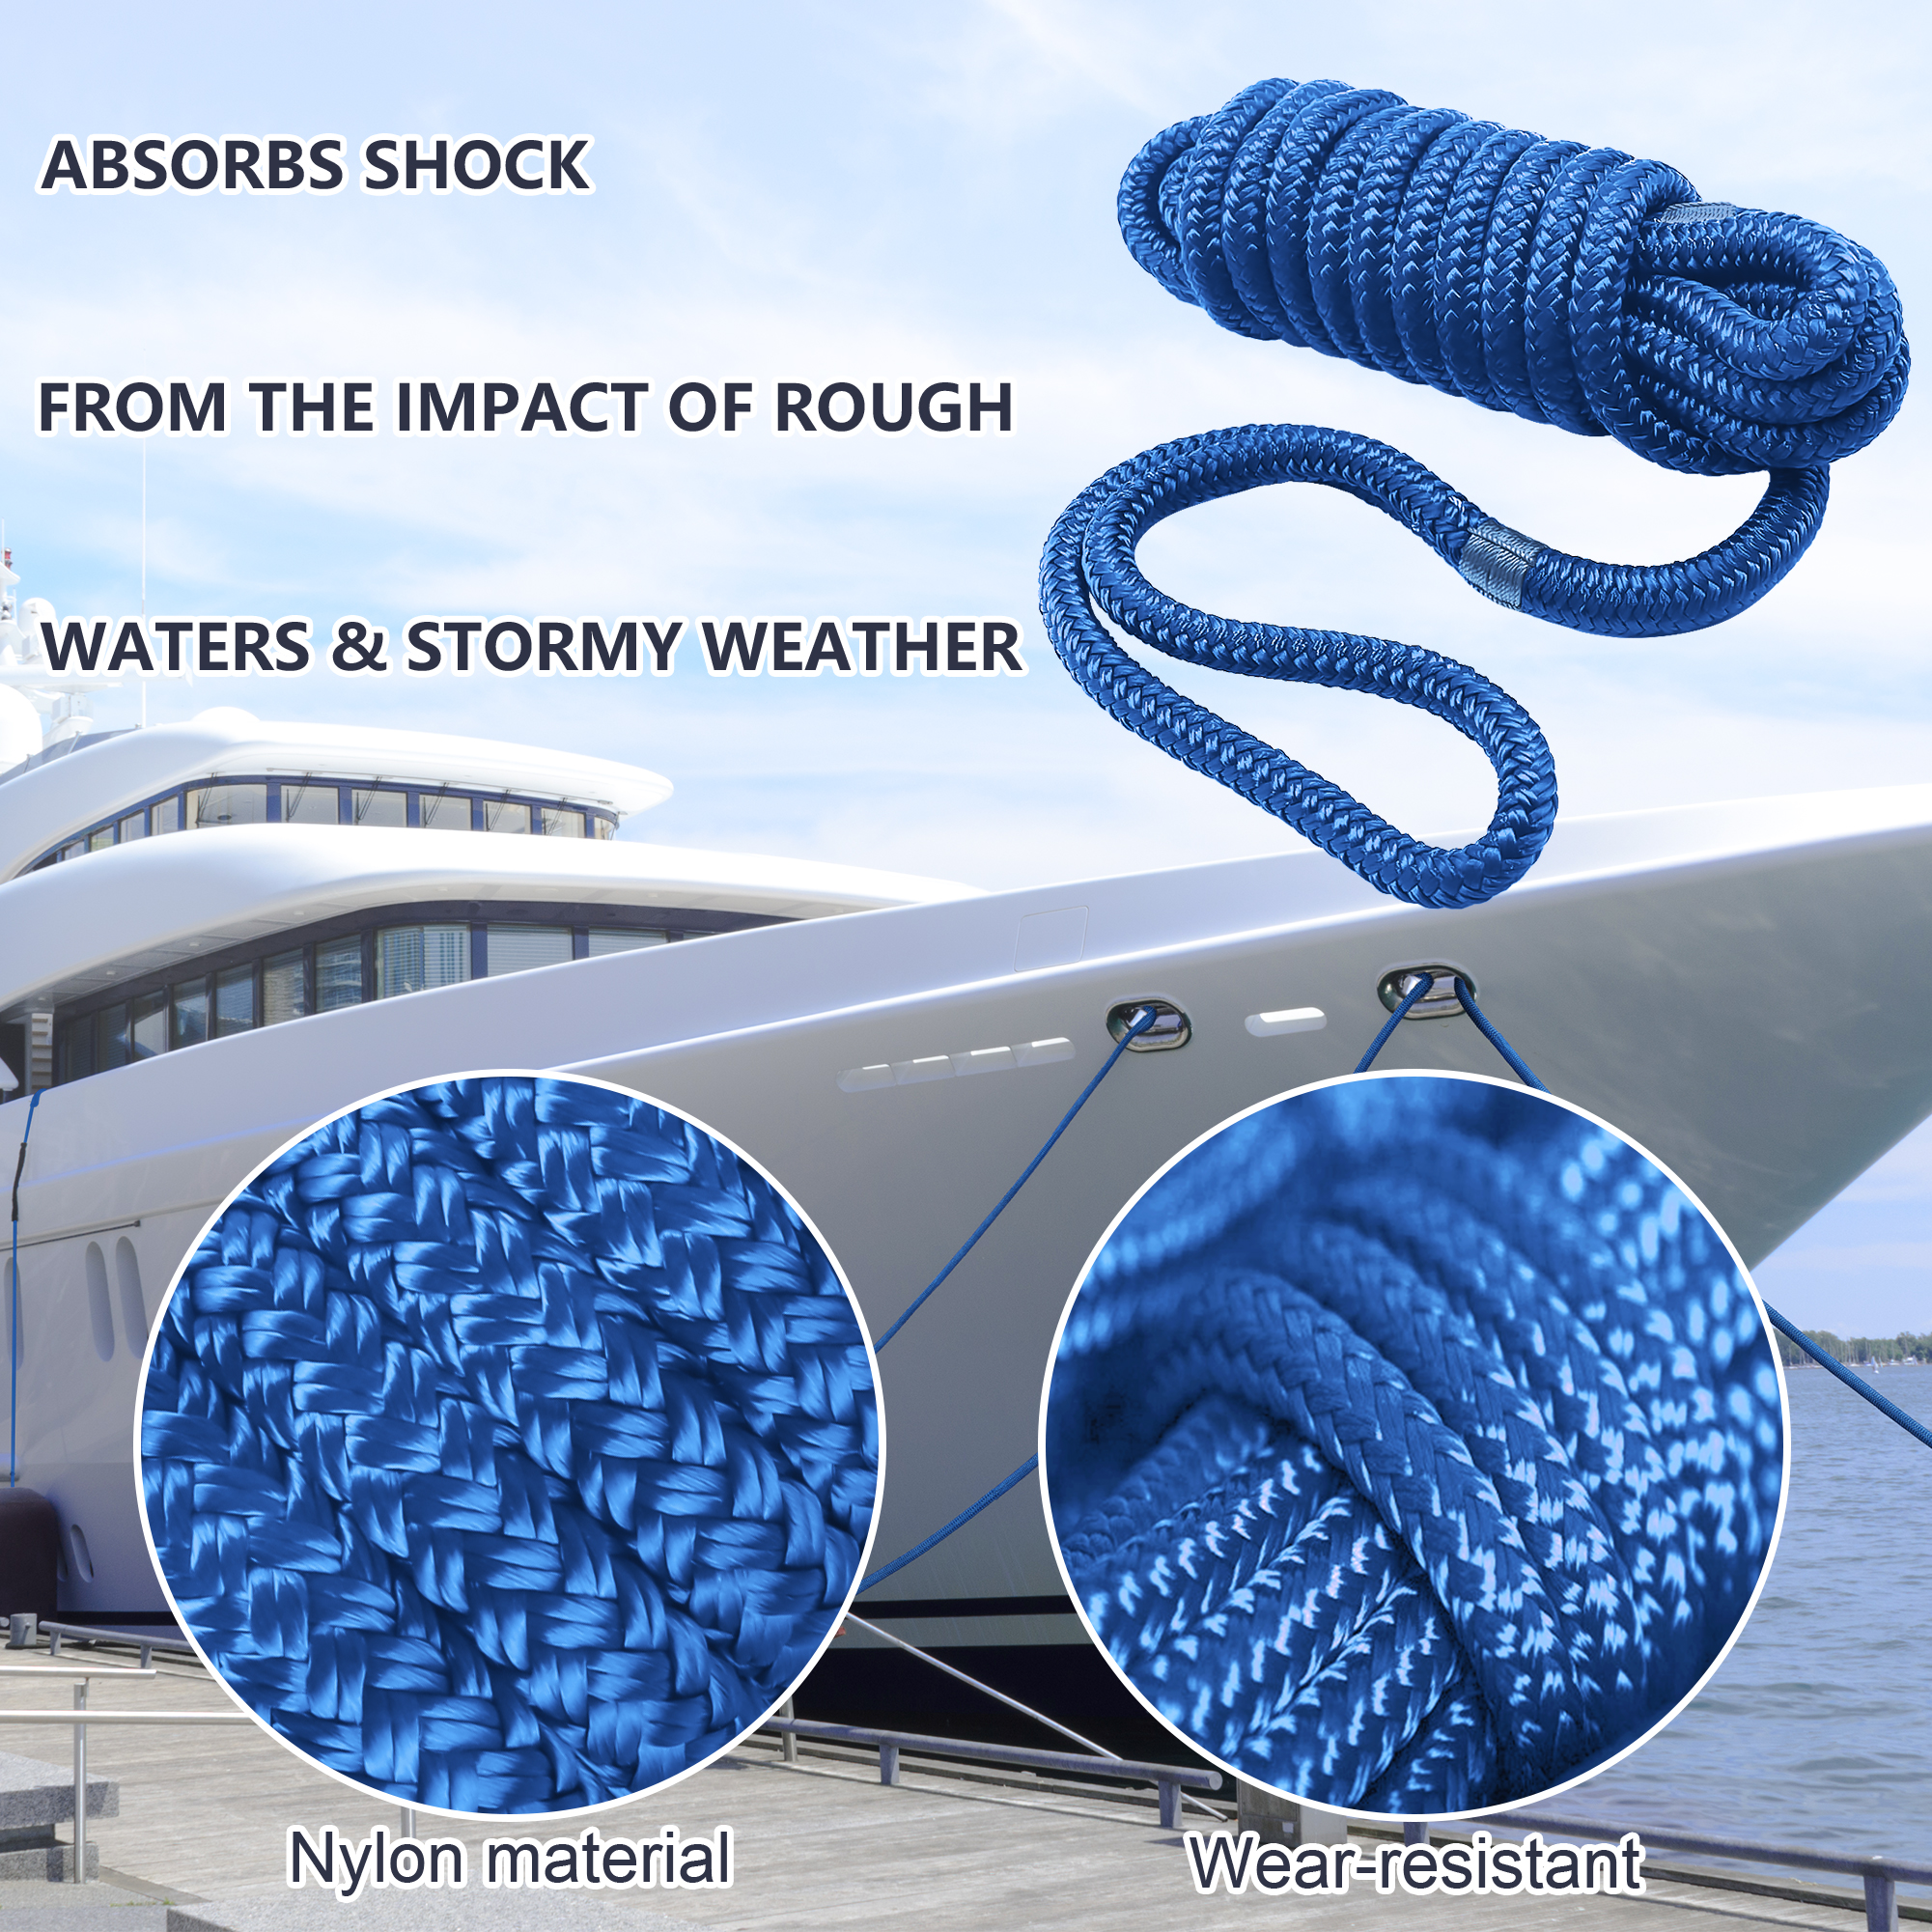 ABSORBS SHOCK
FROM THE IMPACT OF ROUGH
WATERS & STORMY WEATHER
Nylon material
Wear-resistant